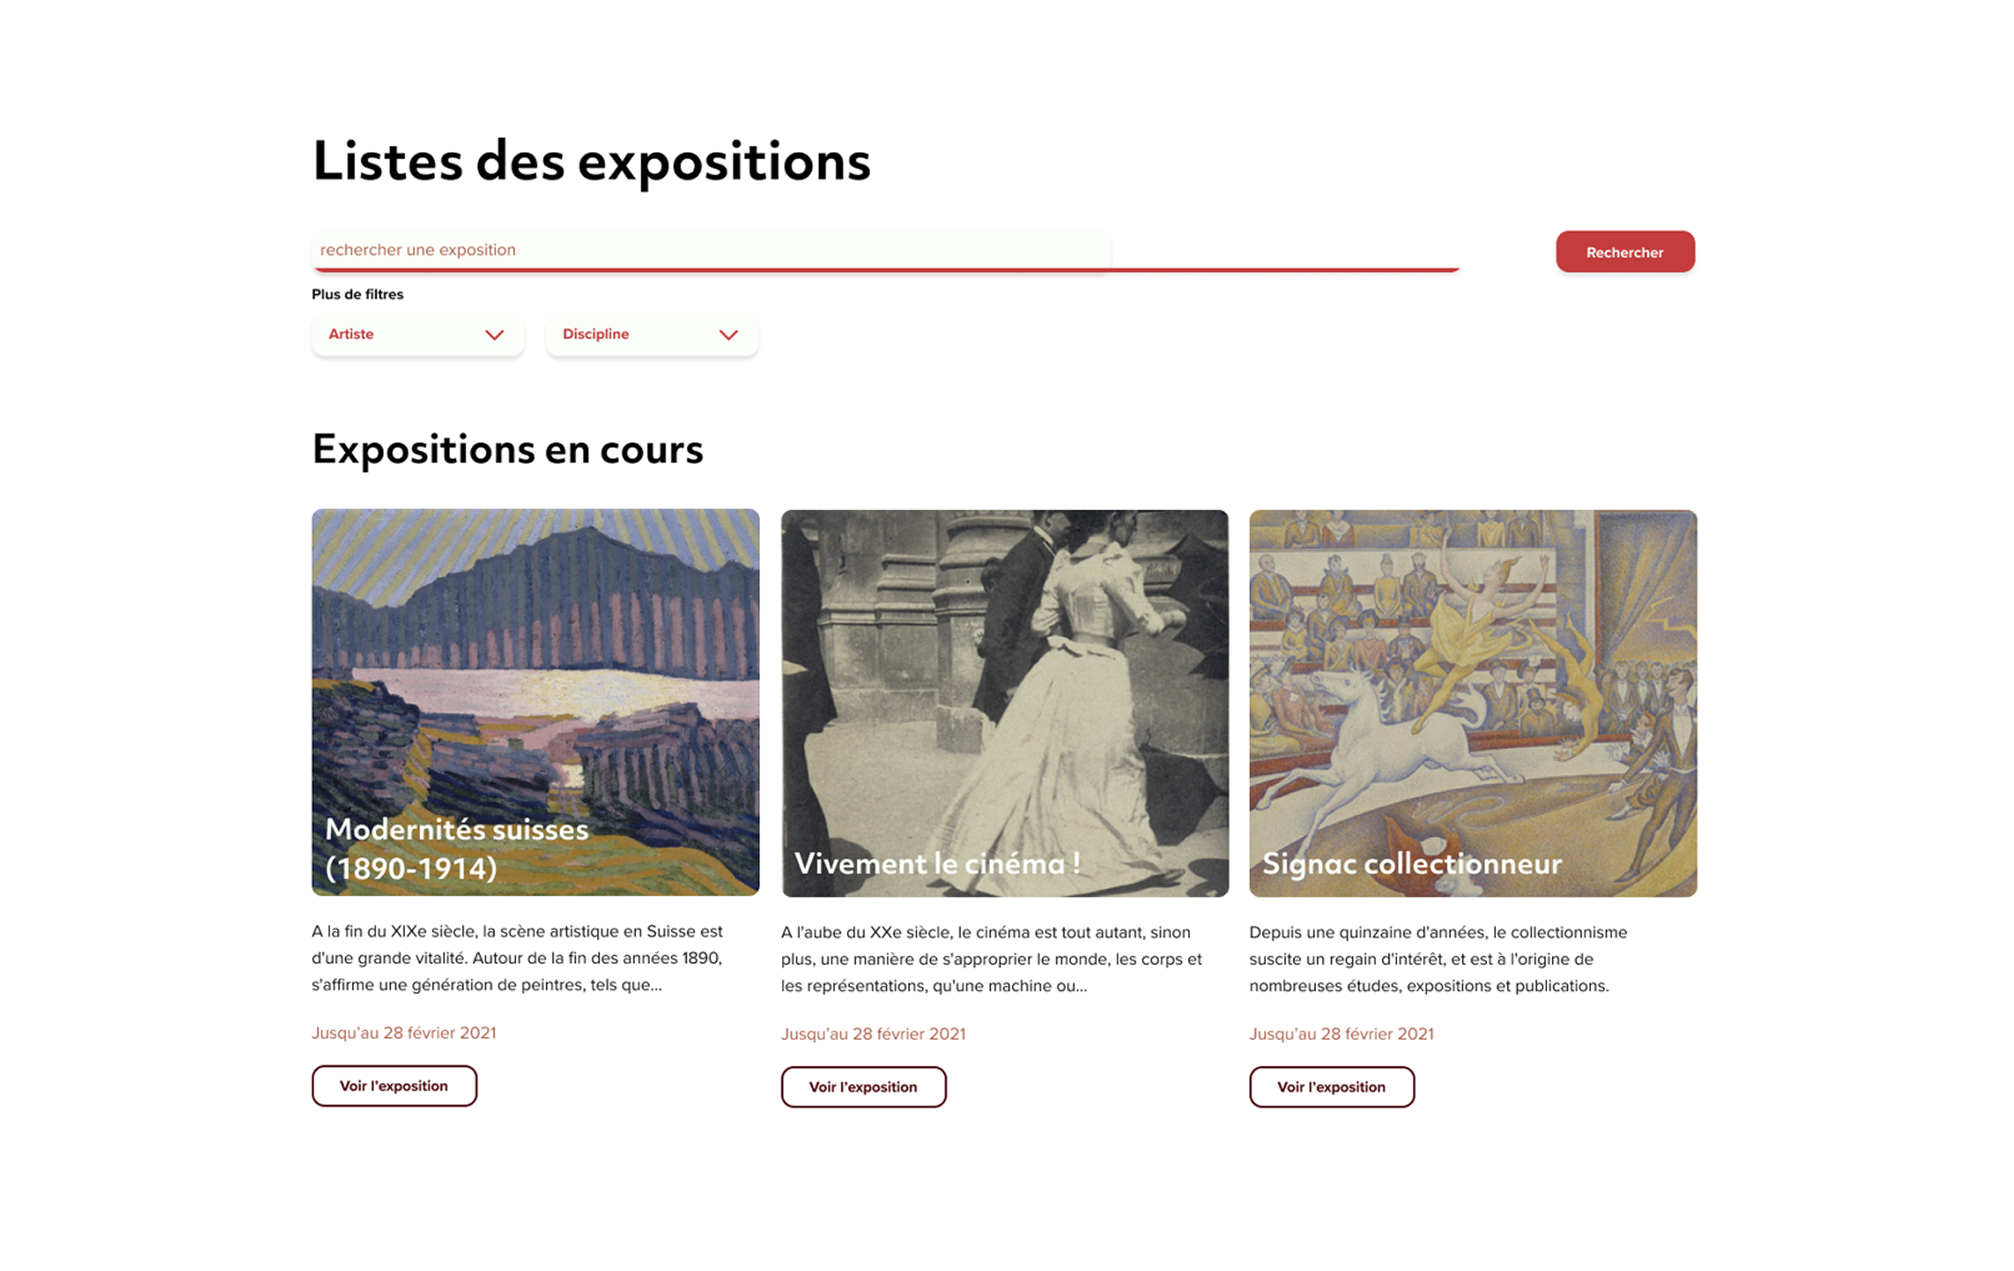 Listes des expositions
rechercher une exposition
Rechercher
Plus de filtres
Artiste
Discipline
Expositions en cours
Modernités suisses
(1890-1914)
A la fin du XIXe siècle, la scène artistique en Suisse est
d'une grande vitalité. Autour de la fin des années 1890,
s'affirme une génération de peintres, tels que...
Jusqu'au 28 février 2021
Voir l'exposition
Vivement le cinéma !
A l'aube du XXe siècle, le cinéma est tout autant, sinon
plus, une manière de s'approprier le monde, les corps et
les représentations, qu'une machine ou...
Jusqu'au 28 février 2021
Voir l'exposition
Signac collectionneur
Depuis une quinzaine d'années, le collectionnisme
suscite un regain d'intérêt, et est à l'origine de
nombreuses études, expositions et publications.
Jusqu'au 28 février 2021
Voir l'exposition